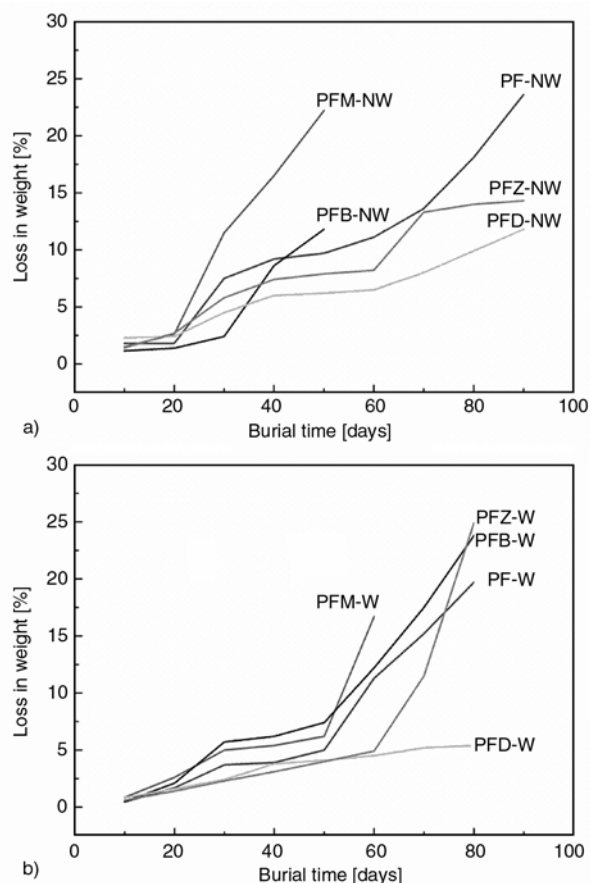 30
25
20
15
10
5
0
Loss in weight [%]
PFM-NW
PF-NW
PFB-NW
PFZ-NW
PFD-NW
0 20 40 60 80 100
Burial time [days]
a)
30
25
20
15
10
5
0
Loss in weight [%]
PFZ-W
PFB-W
PF-W
PFM-W
PFD-W
0 20 40 60 80 100
Burial time [days]
b)